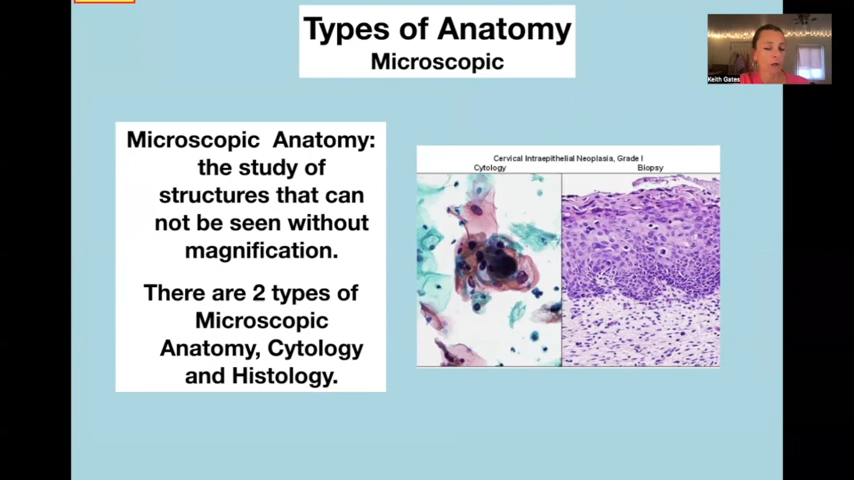 Types of Anatomy
Microscopic
Keith Gates
Microscopic Anatomy:
the study of
structures that can
not be seen without
magnification.
There are 2 types of
Microscopic
Anatomy, Cytology
and Histology.
Cervical Intraepithelial Neoplasia, Grade I
Cytology
Biopsy